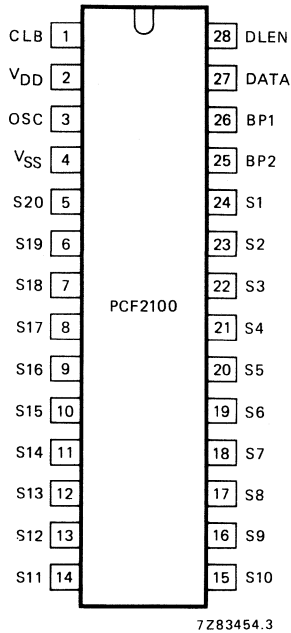 CLB 1 28 DLEN
VDD 2 27 DATA
OSC 3 26 BP1
VSS 4 25 BP2
S20 5 24 S1
S19 6 23 S2
S18 7 22 S3
PCF2100
S17 8 21 S4
S16 9 20 S5
S15 10 19 S6
S14 11 18 S7
S13 12 17 S8
S12 13 16 S9
S11 14 15 S10
7Z83454.3